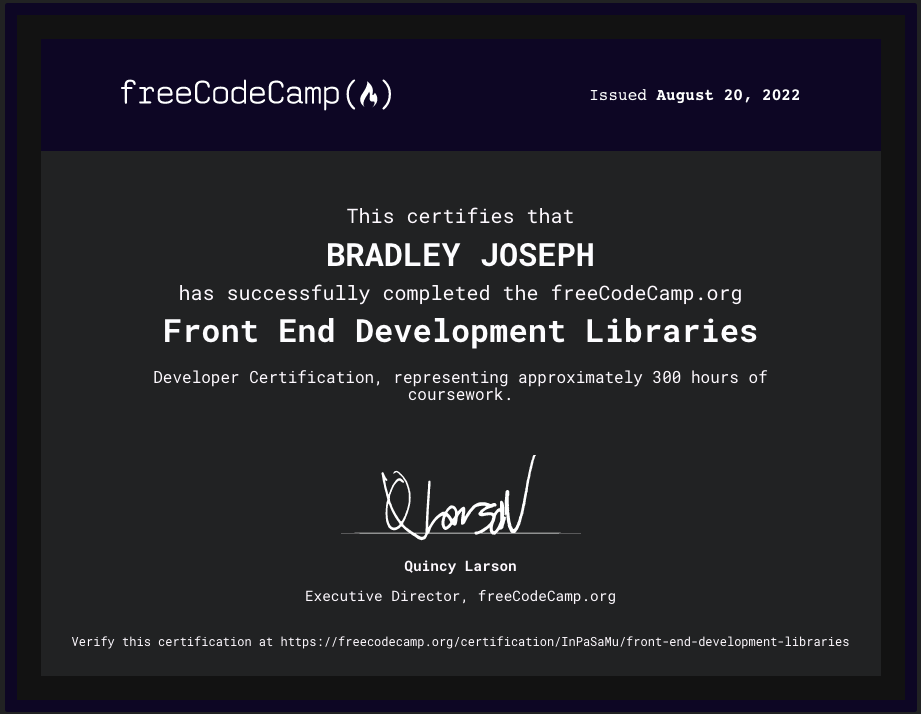 freeCodeCamp(🔥)
Issued August 20, 2022
This certifies that
BRADLEY JOSEPH
has successfully completed the freeCodeCamp.org
Front End Development Libraries
Developer Certification, representing approximately 300 hours of
coursework.
Q Larson
Quincy Larson
Executive Director, freeCodeCamp.org
Verify this certification at https://freecodecamp.org/certification/InPaSaMu/front-end-development-libraries